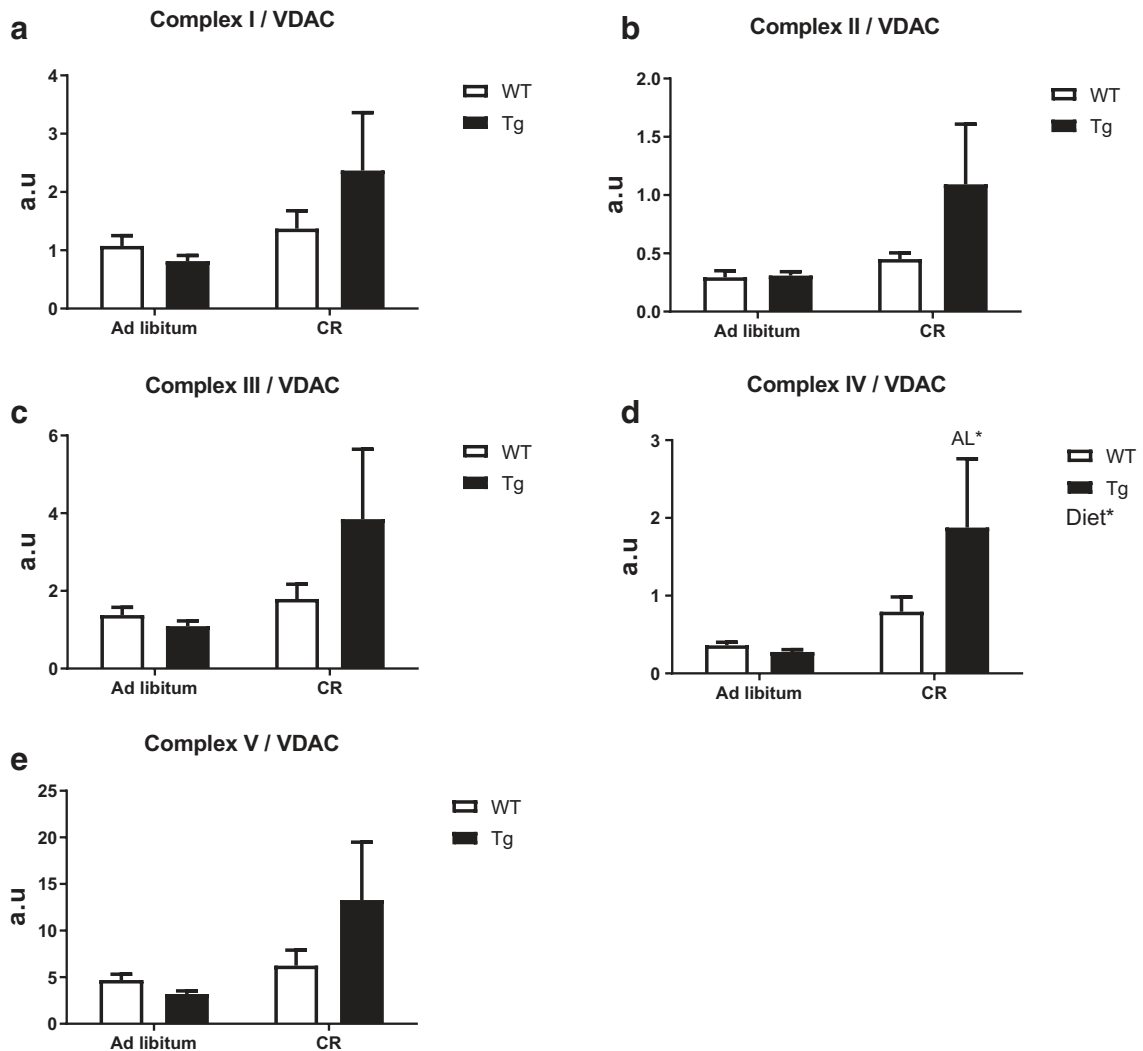 a
Complex I / VDAC
4
3
2
1
0
a.u
Ad libitum
CR
WT
Tg
b
Complex II / VDAC
2.0
1.5
1.0
0.5
0.0
a.u
Ad libitum
CR
WT
Tg
c
Complex III / VDAC
6
4
2
0
a.u
Ad libitum
CR
WT
Tg
d
Complex IV / VDAC
3
2
1
0
a.u
AL*
Ad libitum
CR
WT
Tg
Diet*
e
Complex V / VDAC
25
20
15
10
5
0
a.u
Ad libitum
CR
WT
Tg